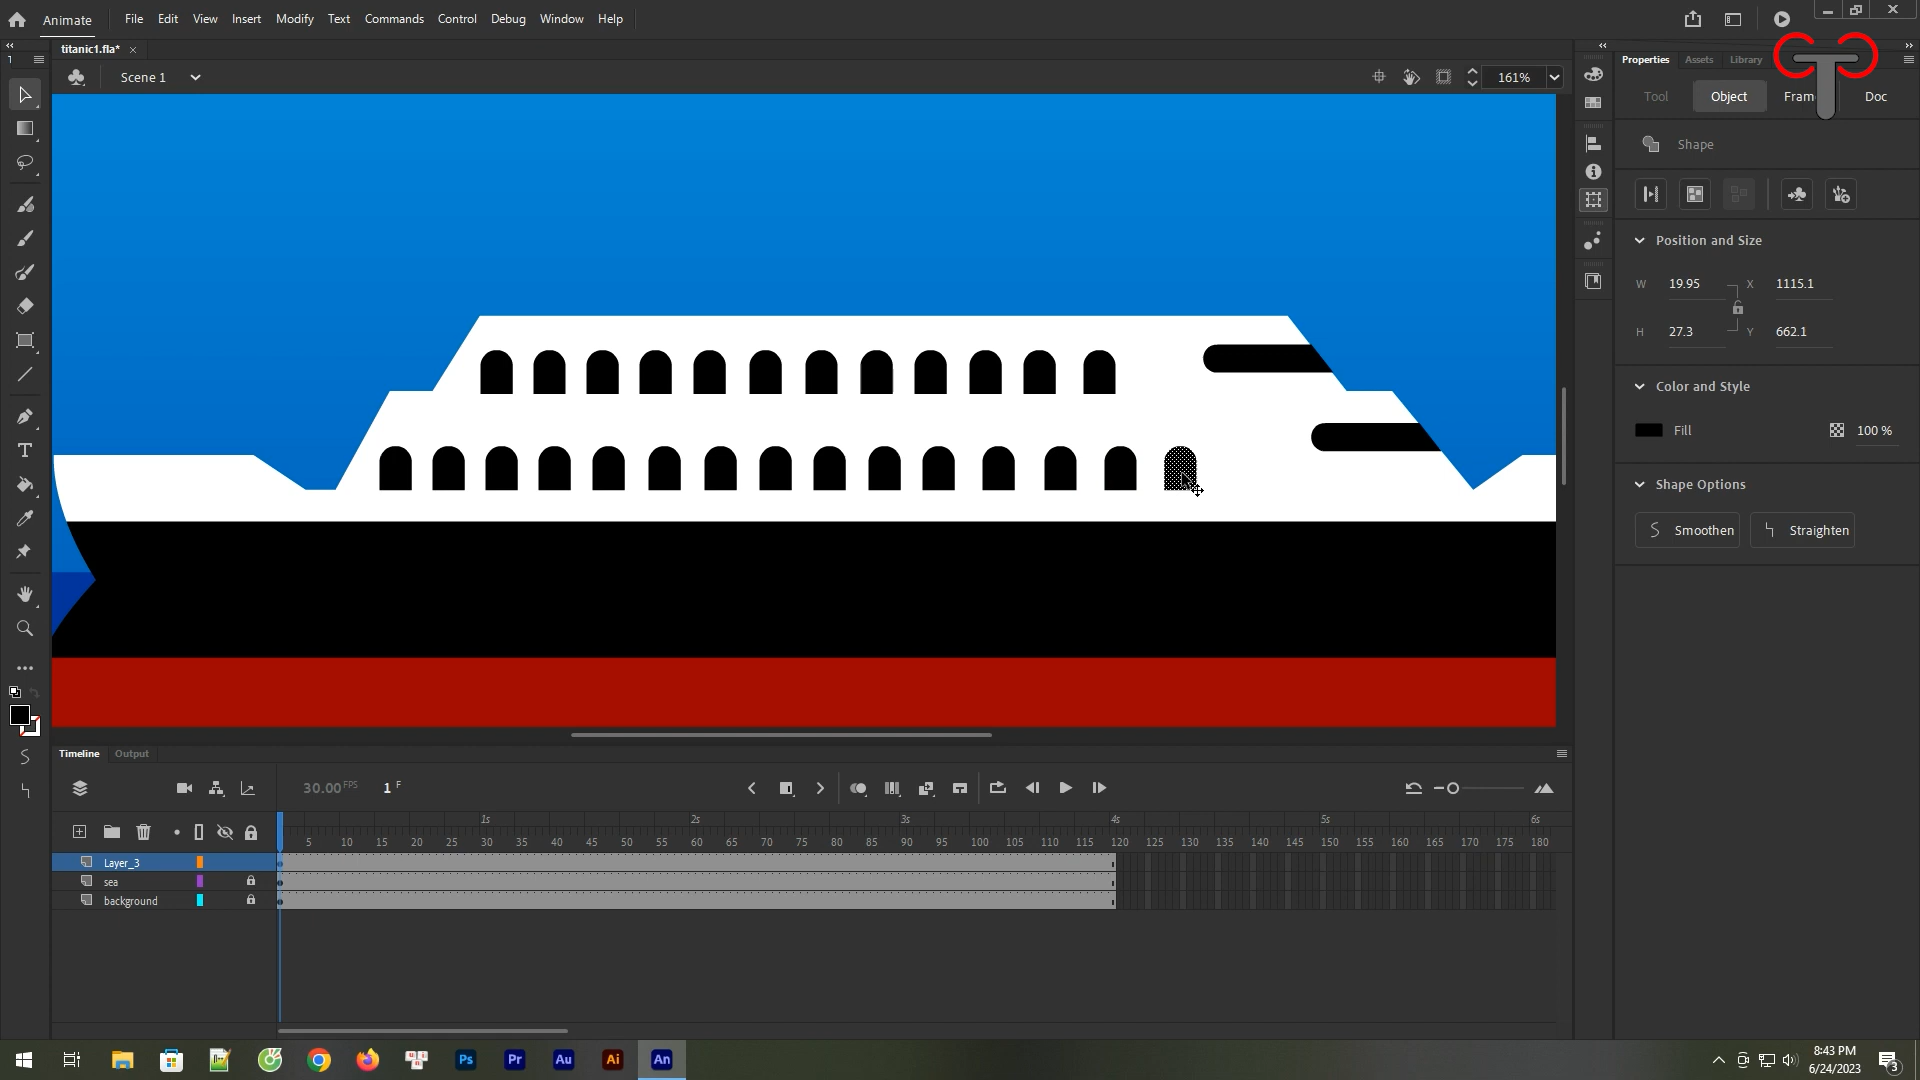 Animate File Edit View Insert Modify Text Commands Control Debug Window Help
titanic1.fla*
Scene 1
161%
Properties Assets Library
Tool Object Fram Doc
Shape
Position and Size
W 19.95 X 1115.1
H 27.3 Y 662.1
Color and Style
Fill 100 %
Shape Options
Smoothen Straighten
Timeline Output
30.00 FPS 1 F
1s 2s 3s 4s 5s 6s
5 10 15 20 25 30 35 40 45 50 55 60 65 70 75 80 85 90 95 100 105 110 115 120 125 130 135 140 145 150 155 160 165 170 175 180
Layer_3
sea
background
Ps Pr Au Ai An
8:43 PM
6/24/2023
3